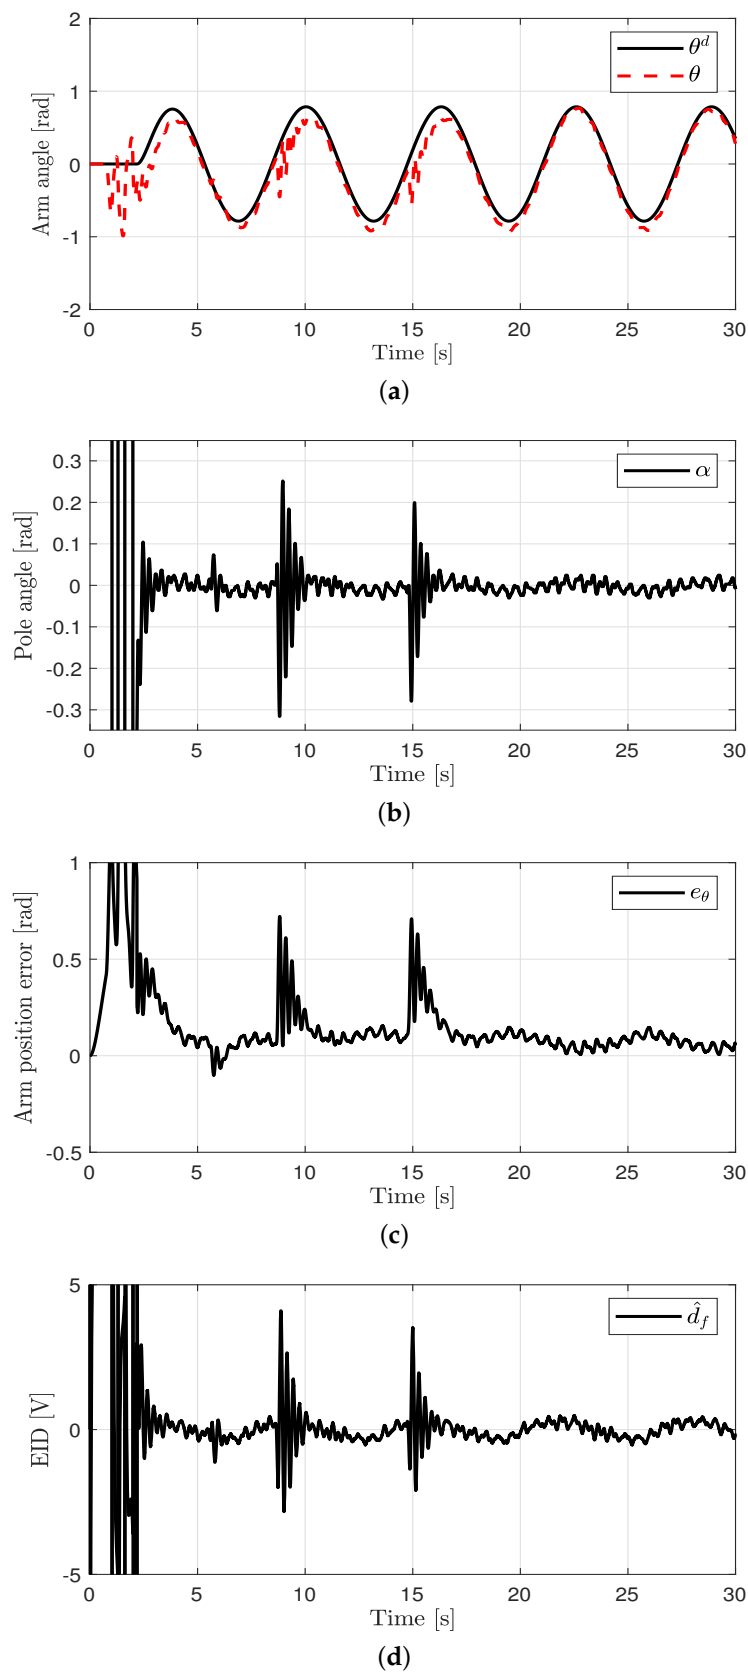 2
1
0
-1
-2
Arm angle [rad]
θᵈ
θ
0 5 10 15 20 25 30
Time [s]
(a)
0.3
0.2
0.1
0
-0.1
-0.2
-0.3
Pole angle [rad]
α
0 5 10 15 20 25 30
Time [s]
(b)
1
0.5
0
-0.5
Arm position error [rad]
e_θ
0 5 10 15 20 25 30
Time [s]
(c)
5
0
-5
EID [V]
d̂_f
0 5 10 15 20 25 30
Time [s]
(d)